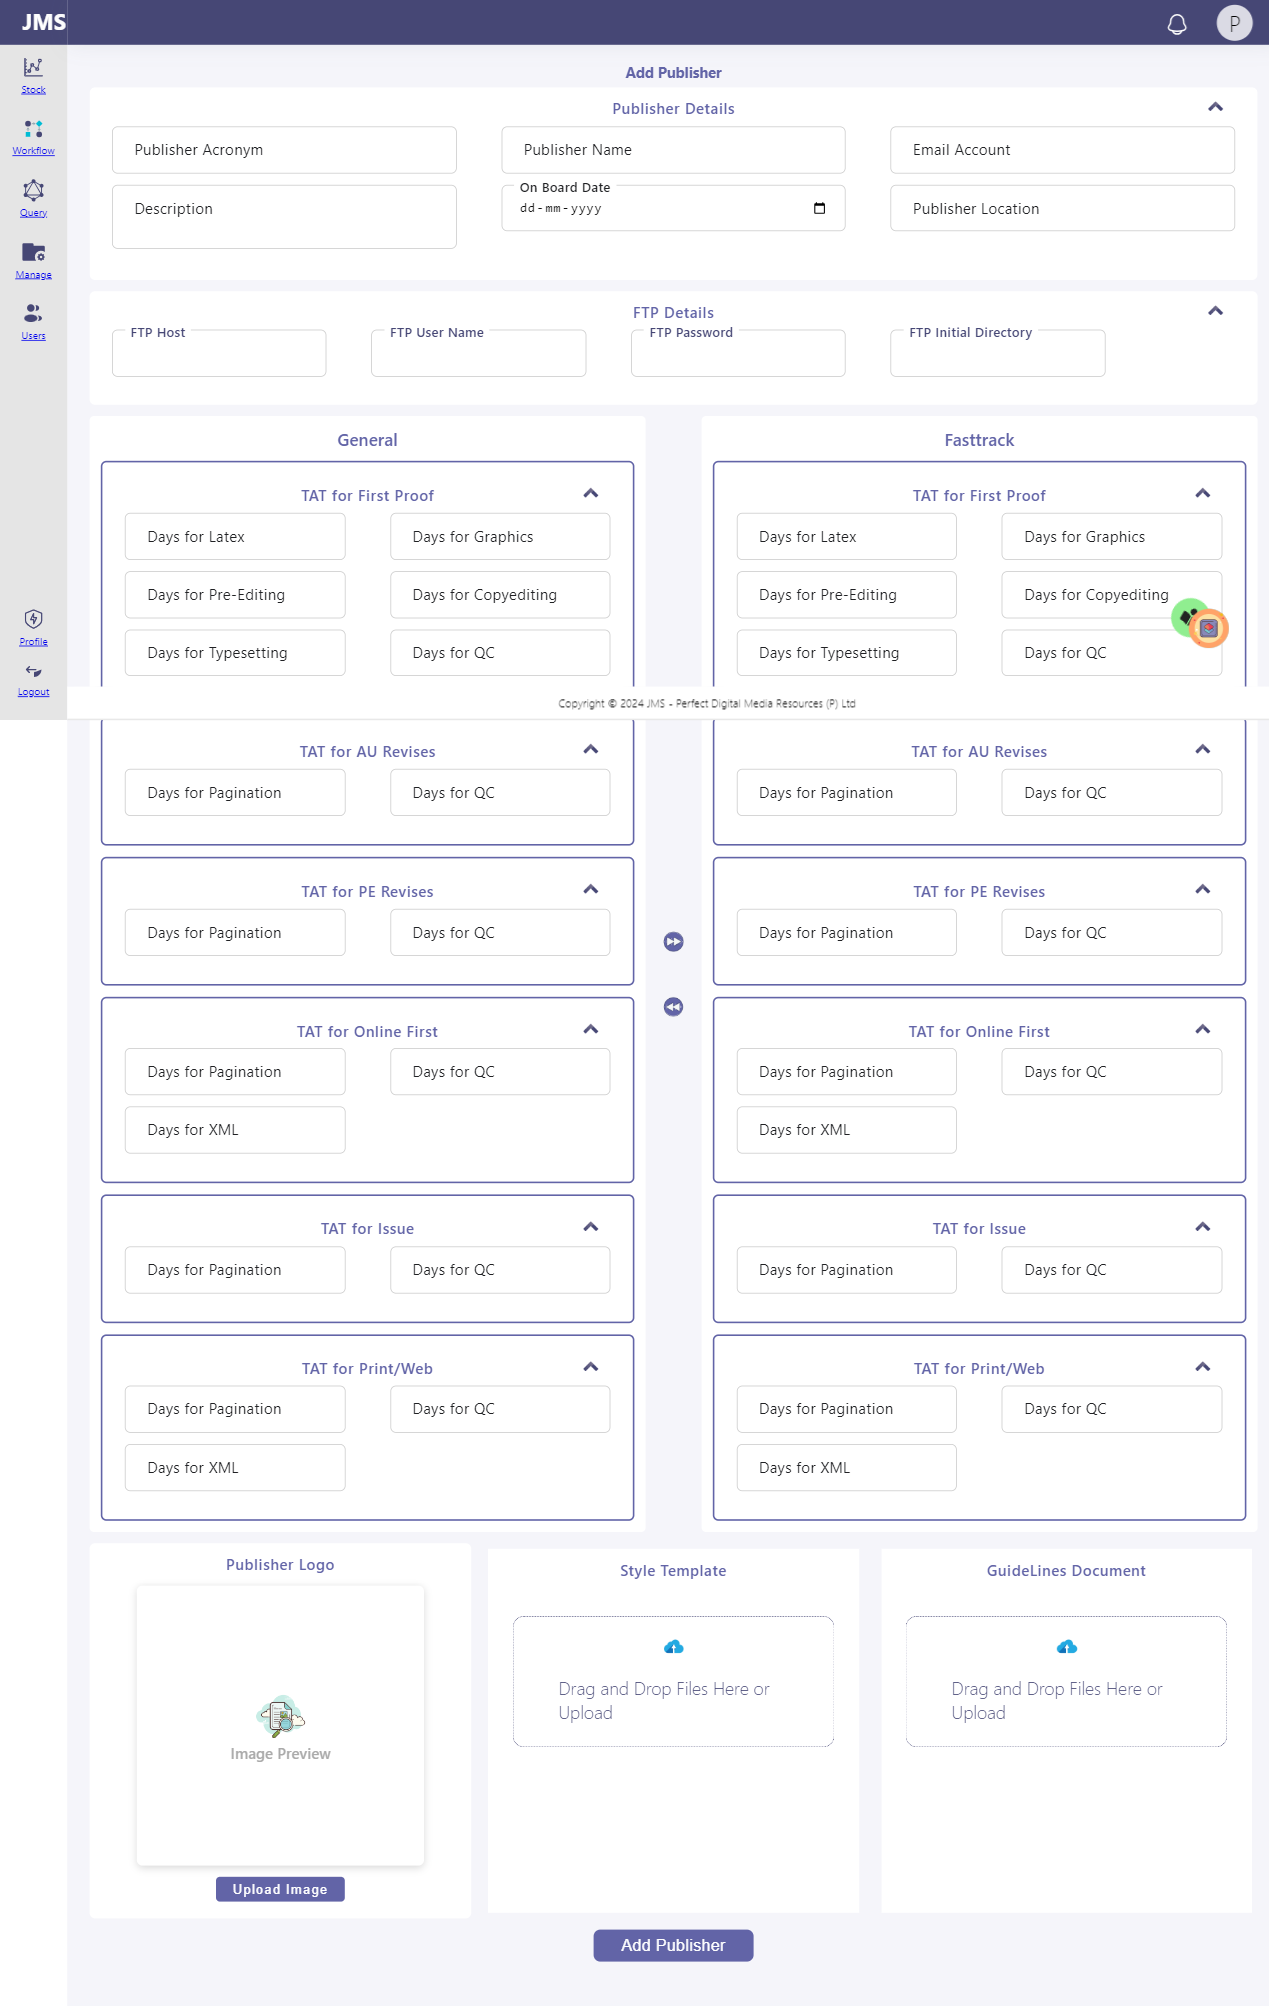 JMS
P
Stock
Workflow
Query
Manage
Users
Profile
Logout
Add Publisher
Publisher Details
Publisher Acronym
Publisher Name
Email Account
Description
On Board Date
dd-mm-yyyy
Publisher Location
FTP Details
FTP Host
FTP User Name
FTP Password
FTP Initial Directory
General
TAT for First Proof
Days for Latex
Days for Graphics
Days for Pre-Editing
Days for Copyediting
Days for Typesetting
Days for QC
Fasttrack
TAT for First Proof
Days for Latex
Days for Graphics
Days for Pre-Editing
Days for Copyediting
Days for Typesetting
Days for QC
Copyright © 2024 JMS - Perfect Digital Media Resources (P) Ltd
TAT for AU Revises
Days for Pagination
Days for QC
TAT for PE Revises
Days for Pagination
Days for QC
TAT for Online First
Days for Pagination
Days for QC
Days for XML
TAT for Issue
Days for Pagination
Days for QC
TAT for Print/Web
Days for Pagination
Days for QC
Days for XML
TAT for AU Revises
Days for Pagination
Days for QC
TAT for PE Revises
Days for Pagination
Days for QC
TAT for Online First
Days for Pagination
Days for QC
Days for XML
TAT for Issue
Days for Pagination
Days for QC
TAT for Print/Web
Days for Pagination
Days for QC
Days for XML
Publisher Logo
Image Preview
Upload Image
Style Template
Drag and Drop Files Here or
Upload
GuideLines Document
Drag and Drop Files Here or
Upload
Add Publisher